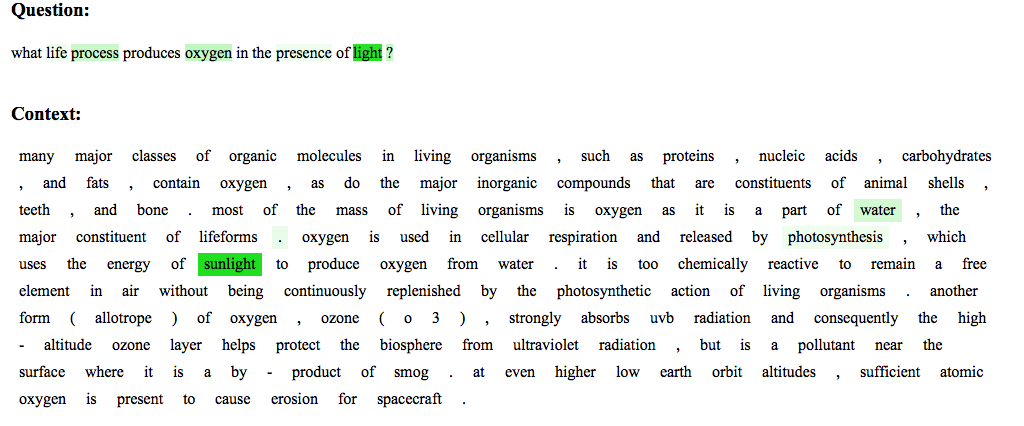 Question:
what life process produces oxygen in the presence of light ?
Context:
many major classes of organic molecules in living organisms , such as proteins , nucleic acids , carbohydrates
, and fats , contain oxygen , as do the major inorganic compounds that are constituents of animal shells ,
teeth , and bone . most of the mass of living organisms is oxygen as it is a part of water , the
major constituent of lifeforms . oxygen is used in cellular respiration and released by photosynthesis , which
uses the energy of sunlight to produce oxygen from water . it is too chemically reactive to remain a free
element in air without being continuously replenished by the photosynthetic action of living organisms . another
form ( allotrope ) of oxygen , ozone ( o 3 ) , strongly absorbs uvb radiation and consequently the high
- altitude ozone layer helps protect the biosphere from ultraviolet radiation , but is a pollutant near the
surface where it is a by - product of smog . at even higher low earth orbit altitudes , sufficient atomic
oxygen is present to cause erosion for spacecraft .